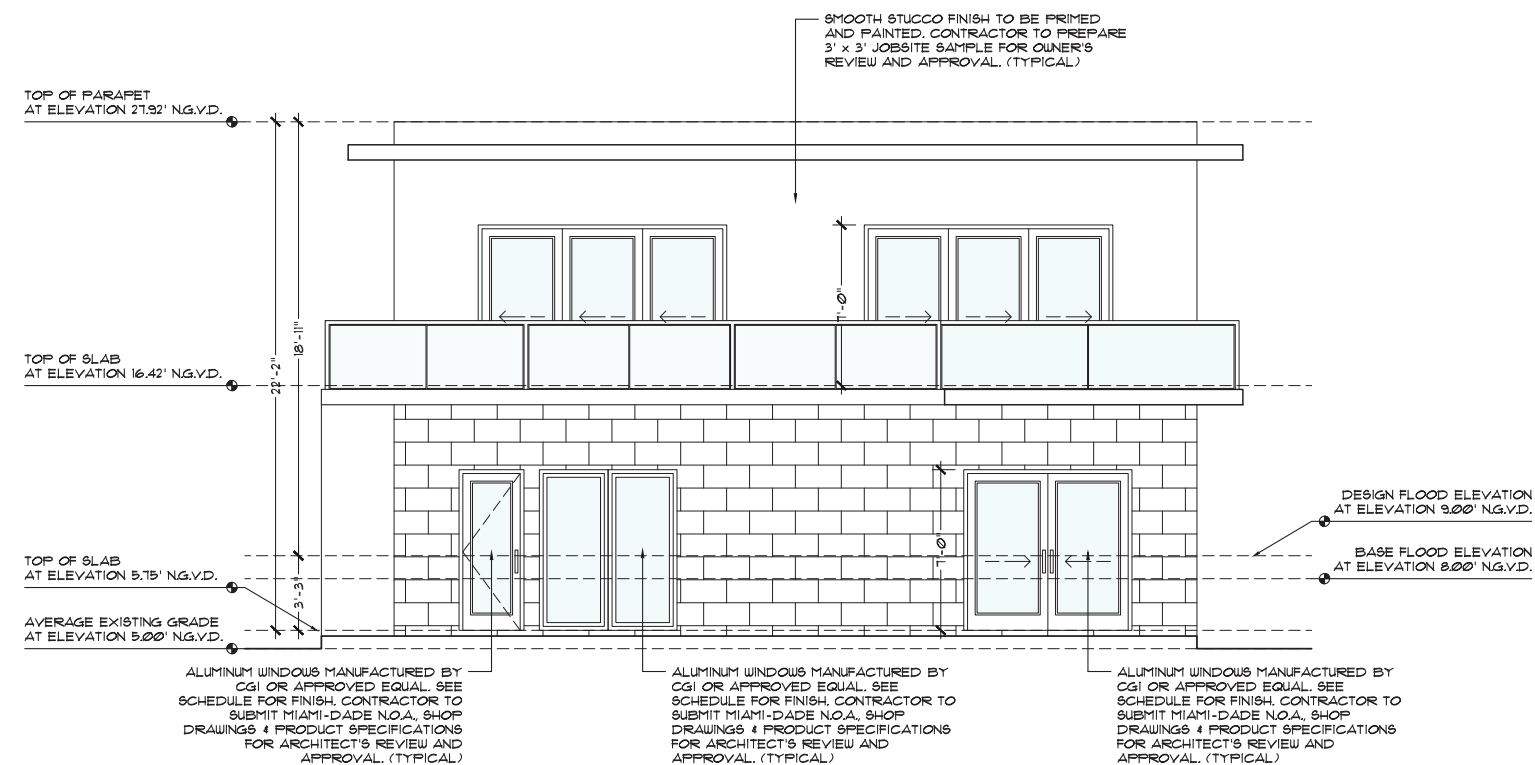 SMOOTH STUCCO FINISH TO BE PRIMED
AND PAINTED. CONTRACTOR TO PREPARE
3' x 3' JOBSITE SAMPLE FOR OWNER'S
REVIEW AND APPROVAL. (TYPICAL)
TOP OF PARAPET
AT ELEVATION 27.92' N.G.V.D.
TOP OF SLAB
AT ELEVATION 16.42' N.G.V.D.
22'-2"
18'-11"
7'-0"
TOP OF SLAB
AT ELEVATION 5.75' N.G.V.D.
AVERAGE EXISTING GRADE
AT ELEVATION 5.00' N.G.V.D.
3'-3"
7'-0"
DESIGN FLOOD ELEVATION
AT ELEVATION 9.00' N.G.V.D.
BASE FLOOD ELEVATION
AT ELEVATION 8.00' N.G.V.D.
ALUMINUM WINDOWS MANUFACTURED BY
CGI OR APPROVED EQUAL. SEE
SCHEDULE FOR FINISH. CONTRACTOR TO
SUBMIT MIAMI-DADE N.O.A., SHOP
DRAWINGS & PRODUCT SPECIFICATIONS
FOR ARCHITECT'S REVIEW AND
APPROVAL. (TYPICAL)
ALUMINUM WINDOWS MANUFACTURED BY
CGI OR APPROVED EQUAL. SEE
SCHEDULE FOR FINISH. CONTRACTOR TO
SUBMIT MIAMI-DADE N.O.A., SHOP
DRAWINGS & PRODUCT SPECIFICATIONS
FOR ARCHITECT'S REVIEW AND
APPROVAL. (TYPICAL)
ALUMINUM WINDOWS MANUFACTURED BY
CGI OR APPROVED EQUAL. SEE
SCHEDULE FOR FINISH. CONTRACTOR TO
SUBMIT MIAMI-DADE N.O.A., SHOP
DRAWINGS & PRODUCT SPECIFICATIONS
FOR ARCHITECT'S REVIEW AND
APPROVAL. (TYPICAL)